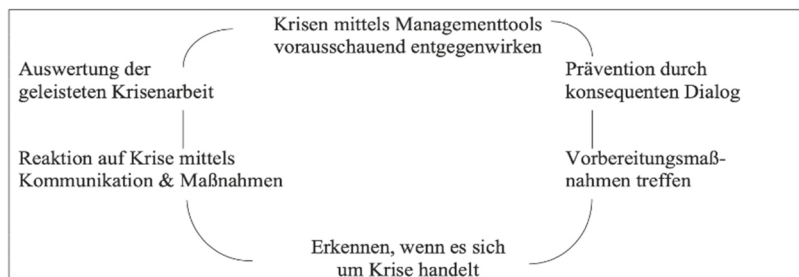 Krisen mittels Managementtools
vorausschauend entgegenwirken
Prävention durch
konsequenten Dialog
Vorbereitungsmaß-
nahmen treffen
Erkennen, wenn es sich
um Krise handelt
Reaktion auf Krise mittels
Kommunikation & Maßnahmen
Auswertung der
geleisteten Krisenarbeit